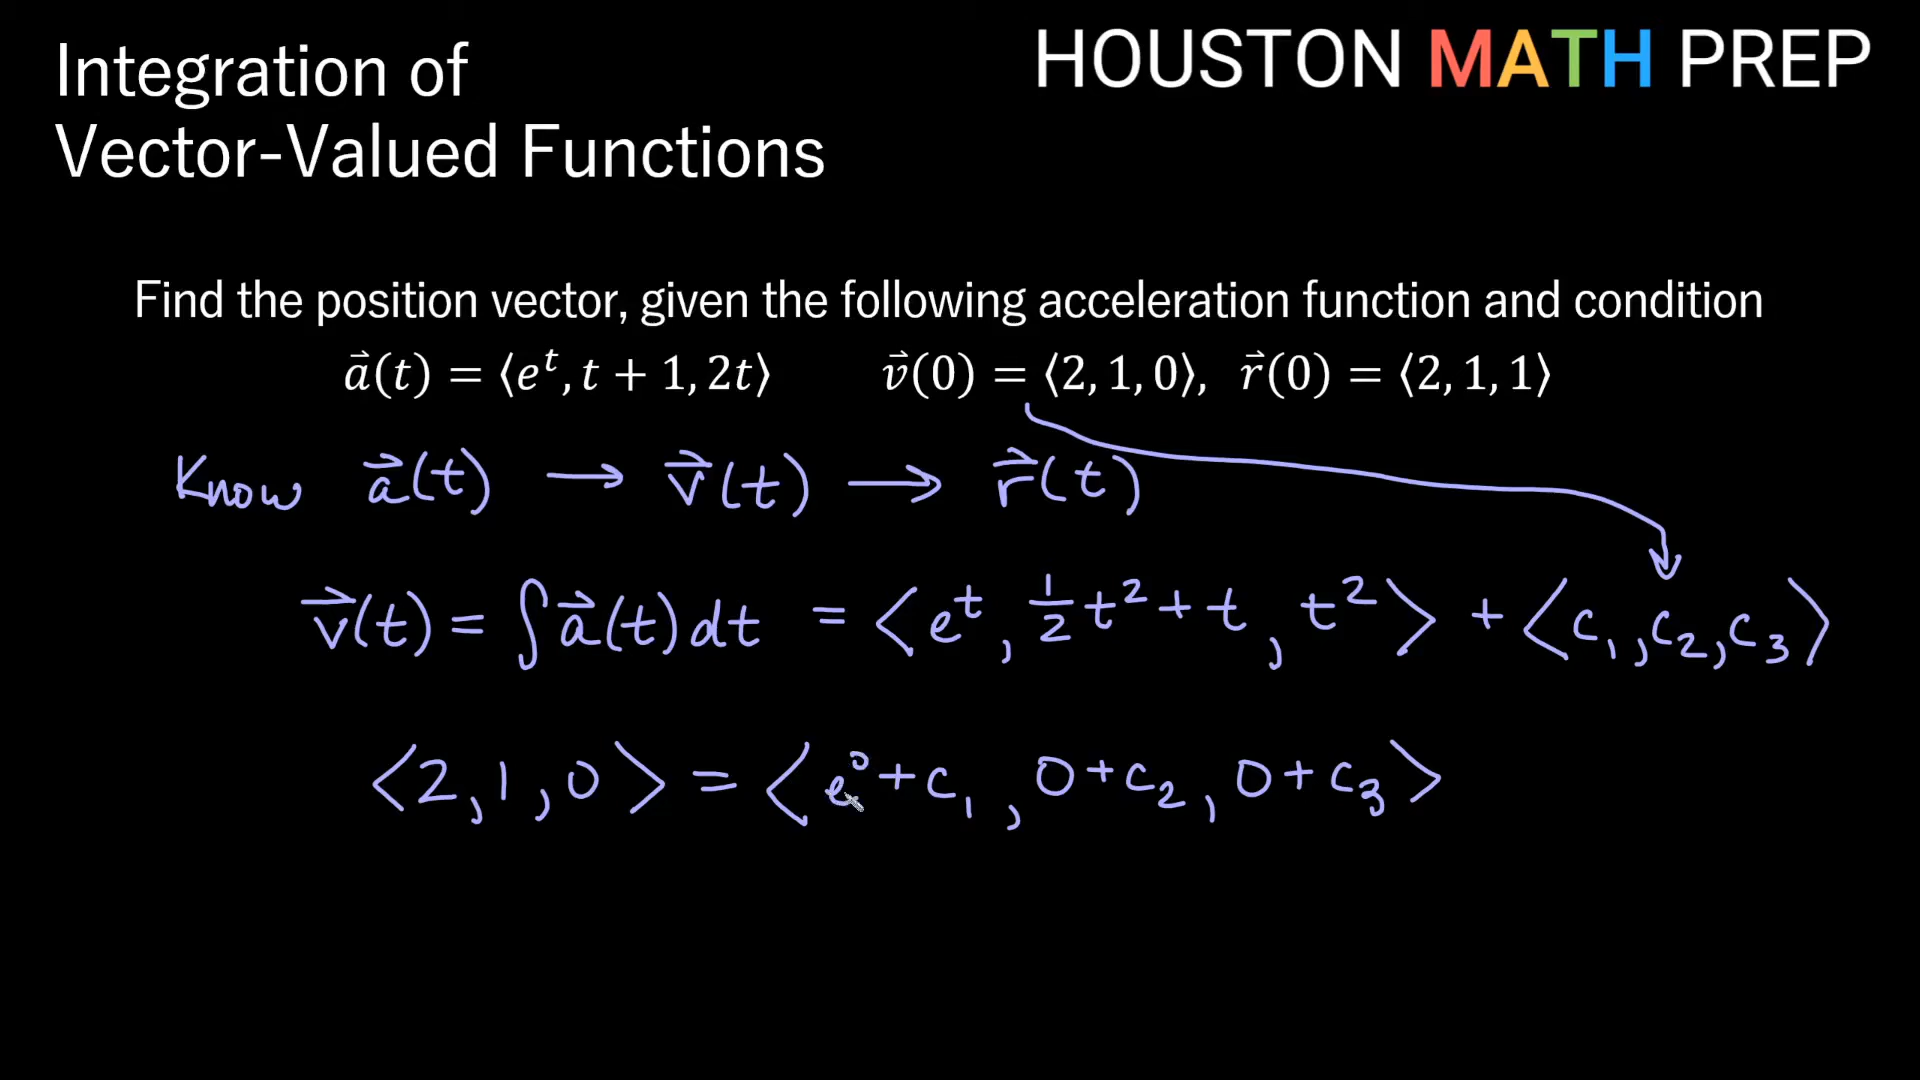 Integration of
Vector-Valued Functions
HOUSTON MATH PREP
Find the position vector, given the following acceleration function and condition
a⃗(t) = ⟨eᵗ, t + 1, 2t⟩ v⃗(0) = ⟨2, 1, 0⟩, r⃗(0) = ⟨2, 1, 1⟩
Know a⃗(t) → v⃗(t) → r⃗(t)
v⃗(t) = ∫ a⃗(t) dt = ⟨eᵗ, ½t² + t, t²⟩ + ⟨c₁, c₂, c₃⟩
⟨2, 1, 0⟩ = ⟨e⁰ + c₁, 0 + c₂, 0 + c₃⟩